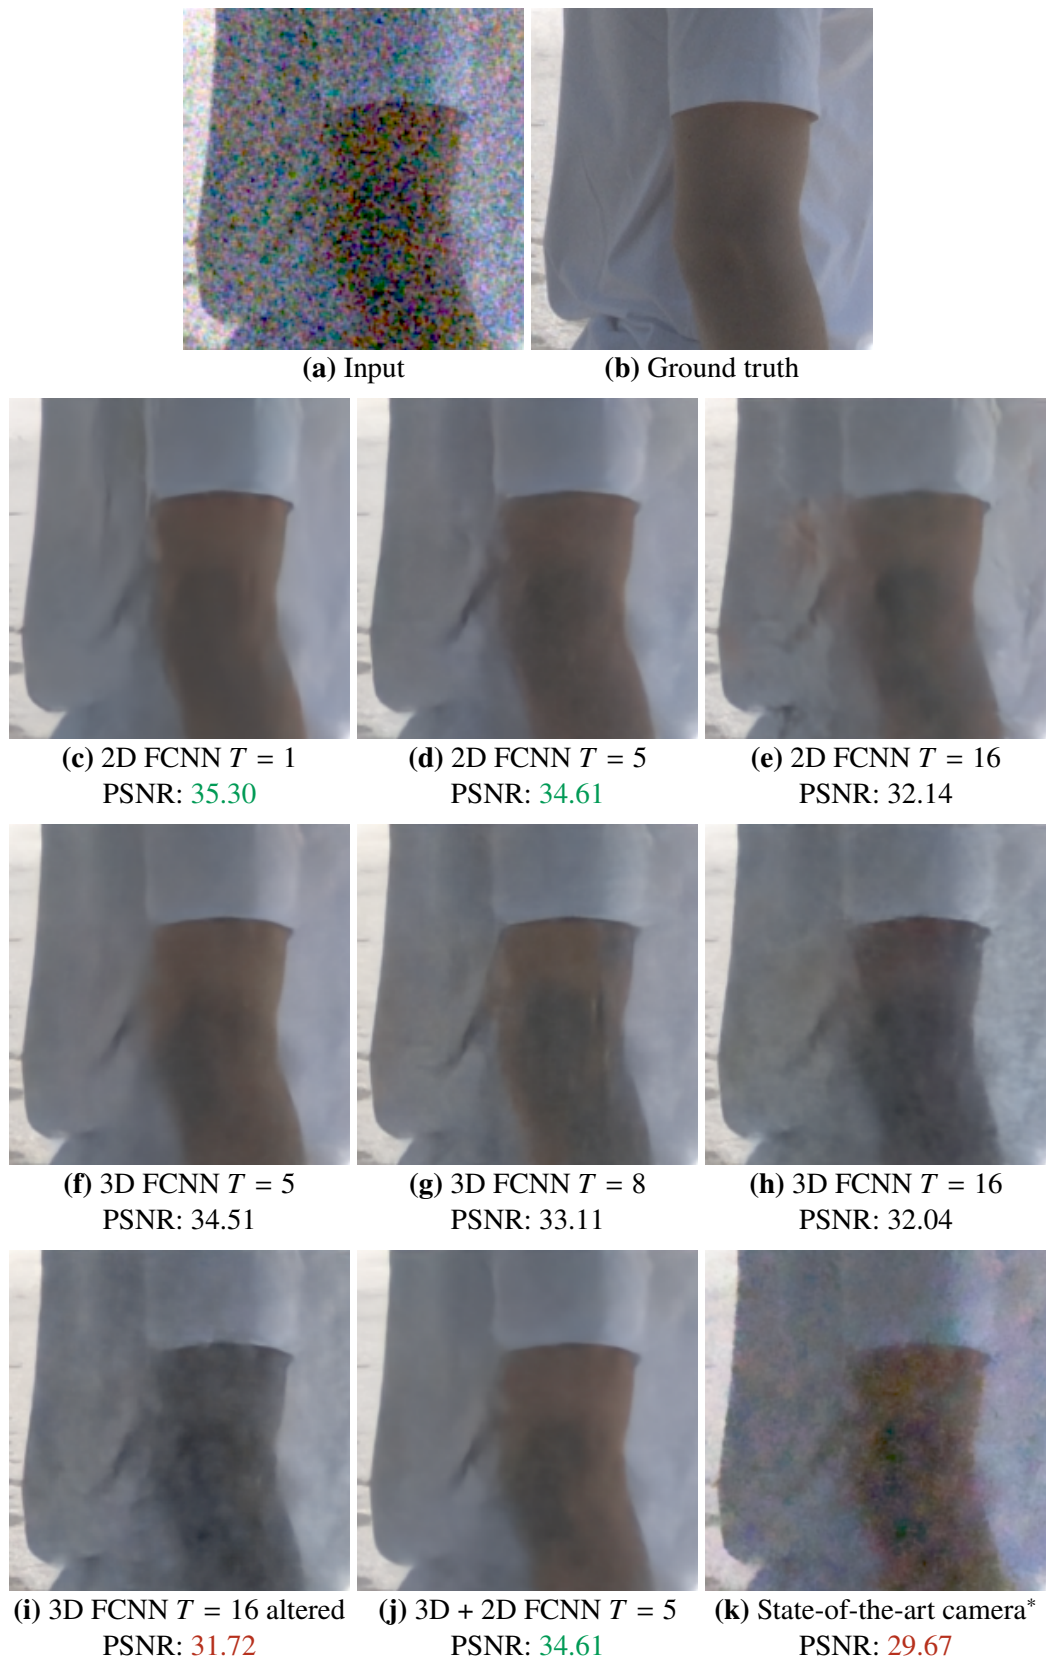 (a) Input
(b) Ground truth
(c) 2D FCNN T = 1
PSNR: 35.30
(d) 2D FCNN T = 5
PSNR: 34.61
(e) 2D FCNN T = 16
PSNR: 32.14
(f) 3D FCNN T = 5
PSNR: 34.51
(g) 3D FCNN T = 8
PSNR: 33.11
(h) 3D FCNN T = 16
PSNR: 32.04
(i) 3D FCNN T = 16 altered
PSNR: 31.72
(j) 3D + 2D FCNN T = 5
PSNR: 34.61
(k) State-of-the-art camera*
PSNR: 29.67